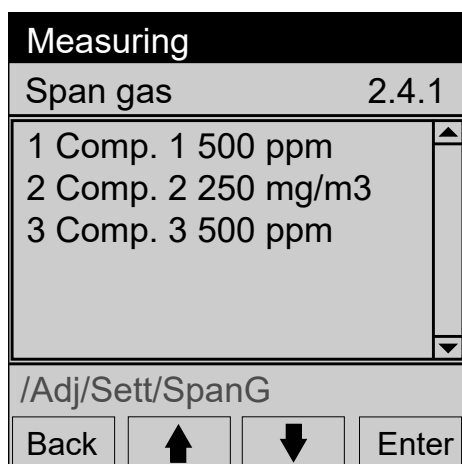 Measuring
Span gas 2.4.1
1 Comp. 1 500 ppm
2 Comp. 2 250 mg/m3
3 Comp. 3 500 ppm
/Adj/Sett/SpanG
Back Enter